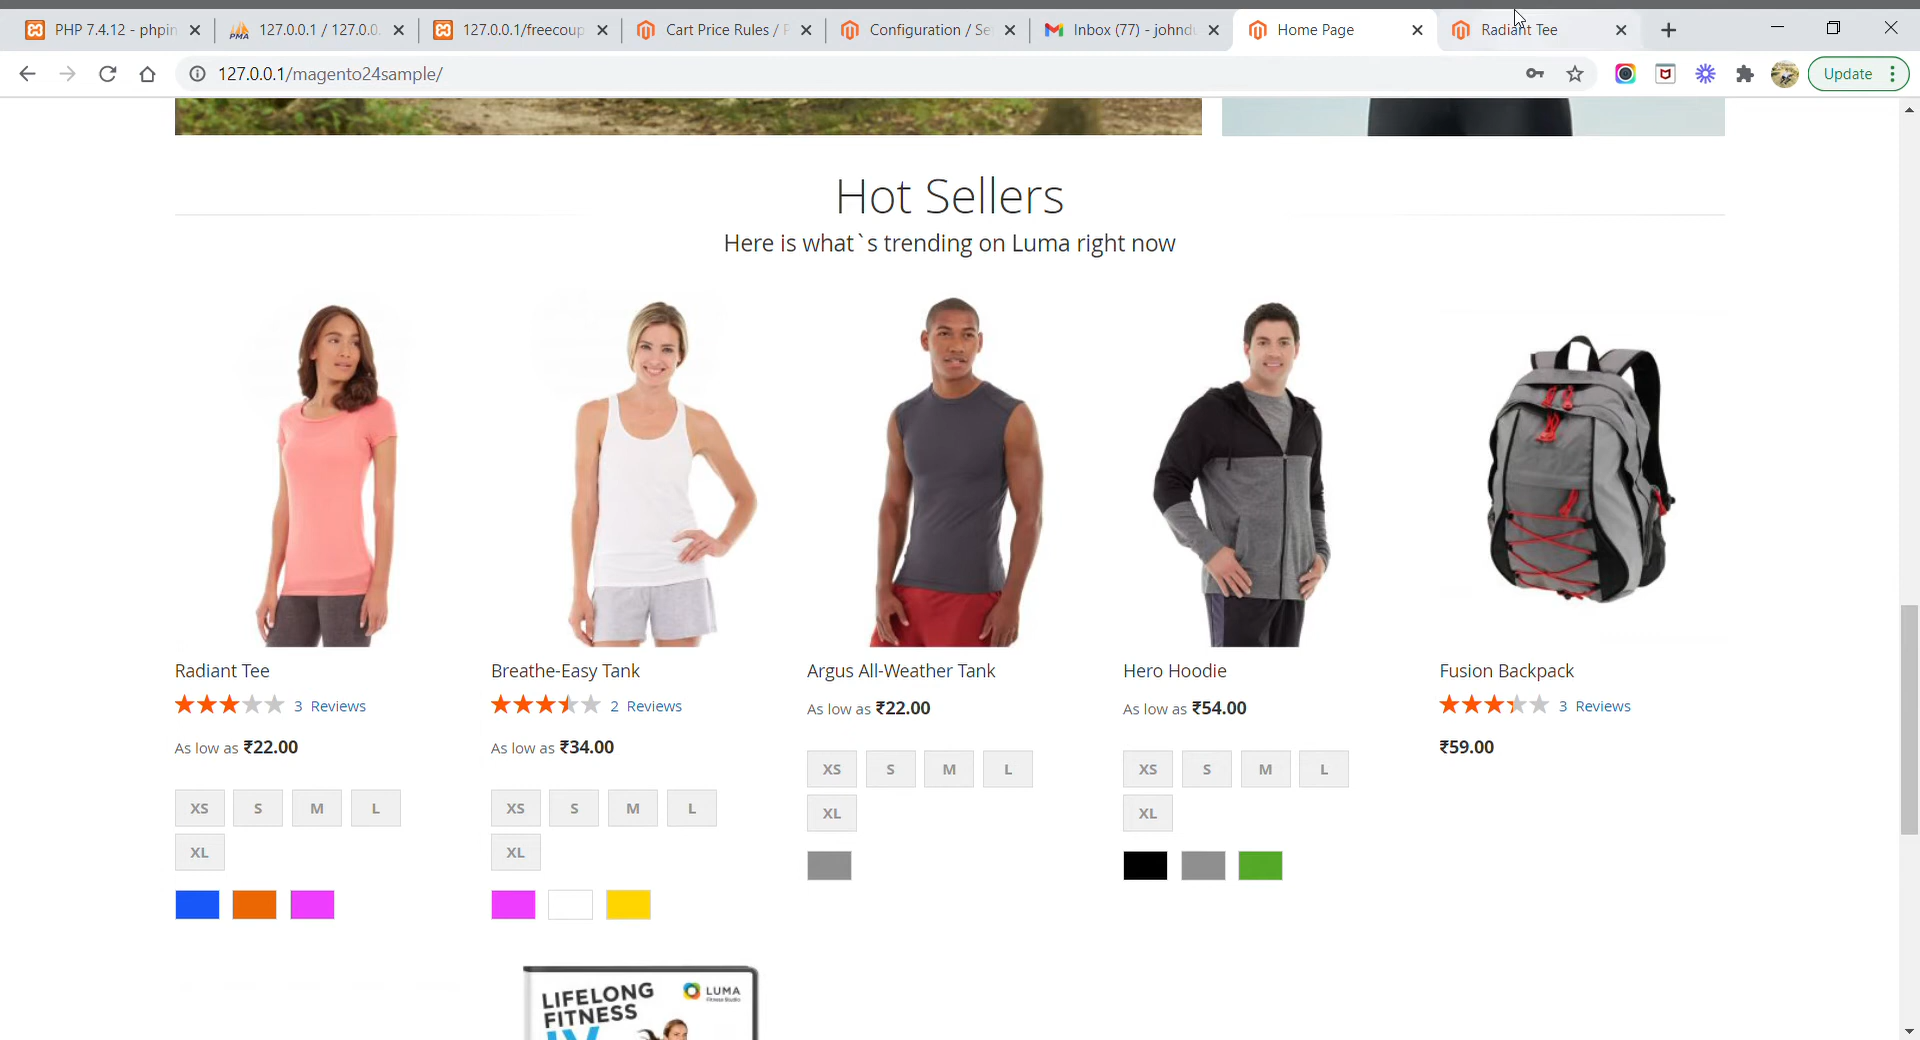 PHP 7.4.12 - phpin
127.0.0.1 / 127.0.0.
127.0.0.1/freecoup
Cart Price Rules / P
Configuration / Se
Inbox (77) - johnd
Home Page
Radiant Tee
127.0.0.1/magento24sample/
Update
Hot Sellers
Here is what`s trending on Luma right now
Radiant Tee
3 Reviews
As low as ₹22.00
XS S M L
XL
Breathe-Easy Tank
2 Reviews
As low as ₹34.00
XS S M L
XL
Argus All-Weather Tank
As low as ₹22.00
XS S M L
XL
Hero Hoodie
As low as ₹54.00
XS S M L
XL
Fusion Backpack
3 Reviews
₹59.00
LIFELONG
FITNESS
IV
LUMA
Fitness Studio